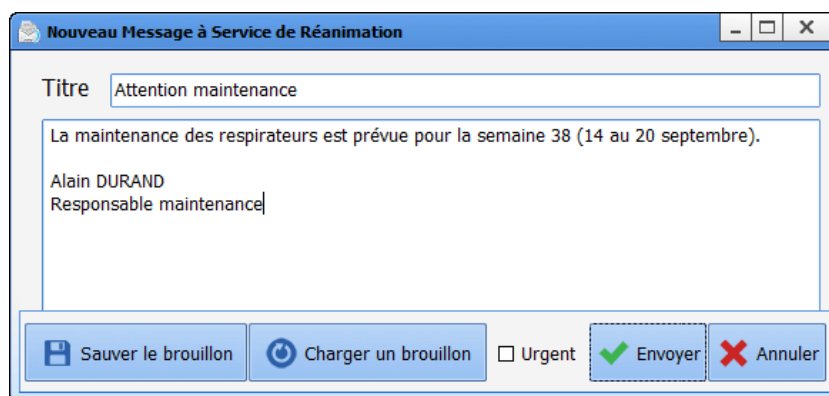 Nouveau Message à Service de Réanimation
Titre Attention maintenance
La maintenance des respirateurs est prévue pour la semaine 38 (14 au 20 septembre).
Alain DURAND
Responsable maintenance
Sauver le brouillon Charger un brouillon Urgent Envoyer Annuler